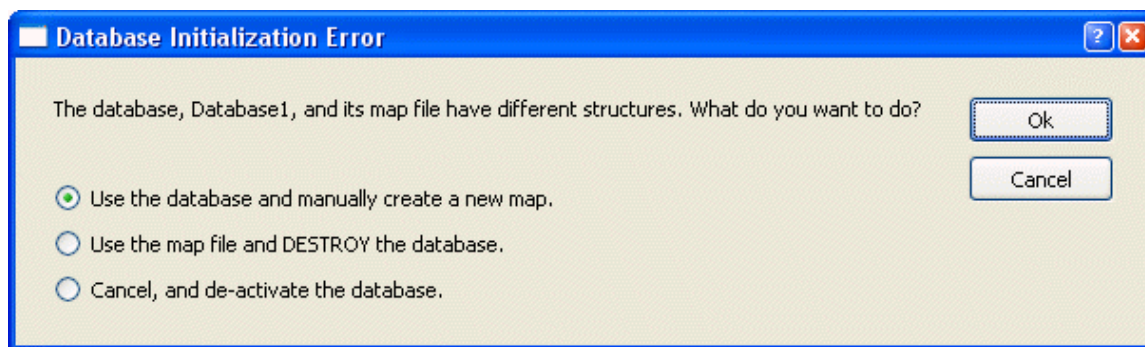 Database Initialization Error
The database, Database1, and its map file have different structures. What do you want to do?
Ok
Cancel
Use the database and manually create a new map.
Use the map file and DESTROY the database.
Cancel, and de-activate the database.